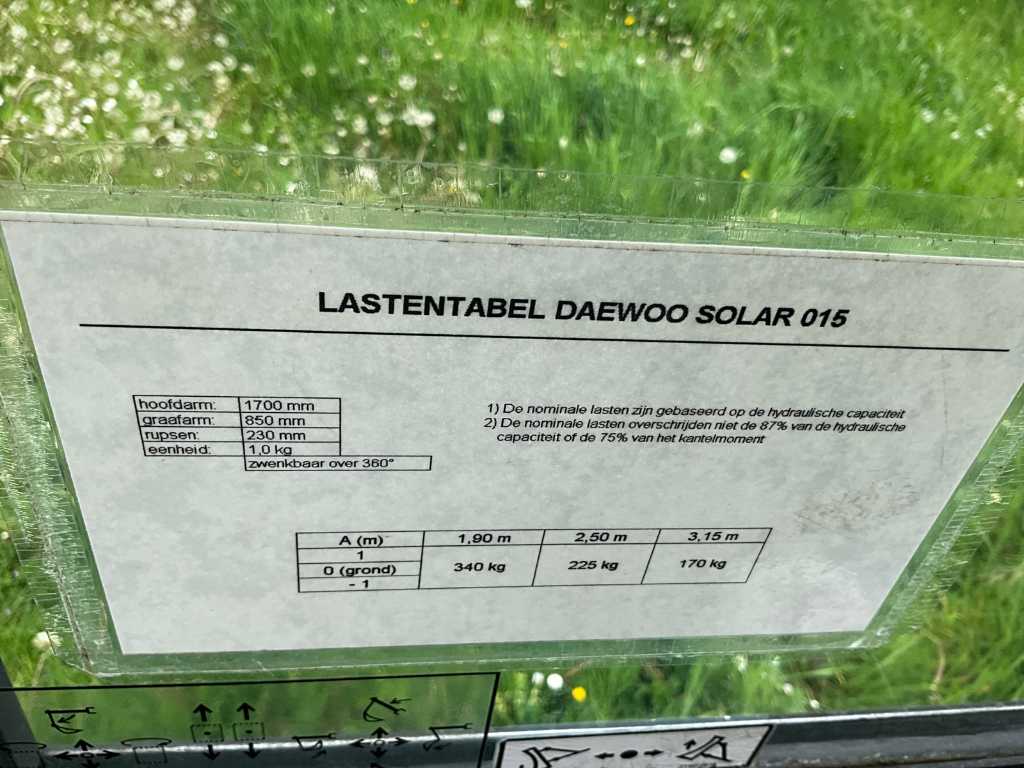 LASTENTABEL DAEWOO SOLAR 015
hoofdarm: 1700 mm
graafarm: 850 mm
rupsen: 230 mm
eenheid: 1,0 kg
zwenkbaar over 360°
1) De nominale lasten zijn gebaseerd op de hydraulische capaciteit
2) De nominale lasten overschrijden niet de 87% van de hydraulische
capaciteit of de 75% van het kantelmoment
A (m) 1,90 m 2,50 m 3,15 m
1
0 (grond) 340 kg 225 kg 170 kg
- 1